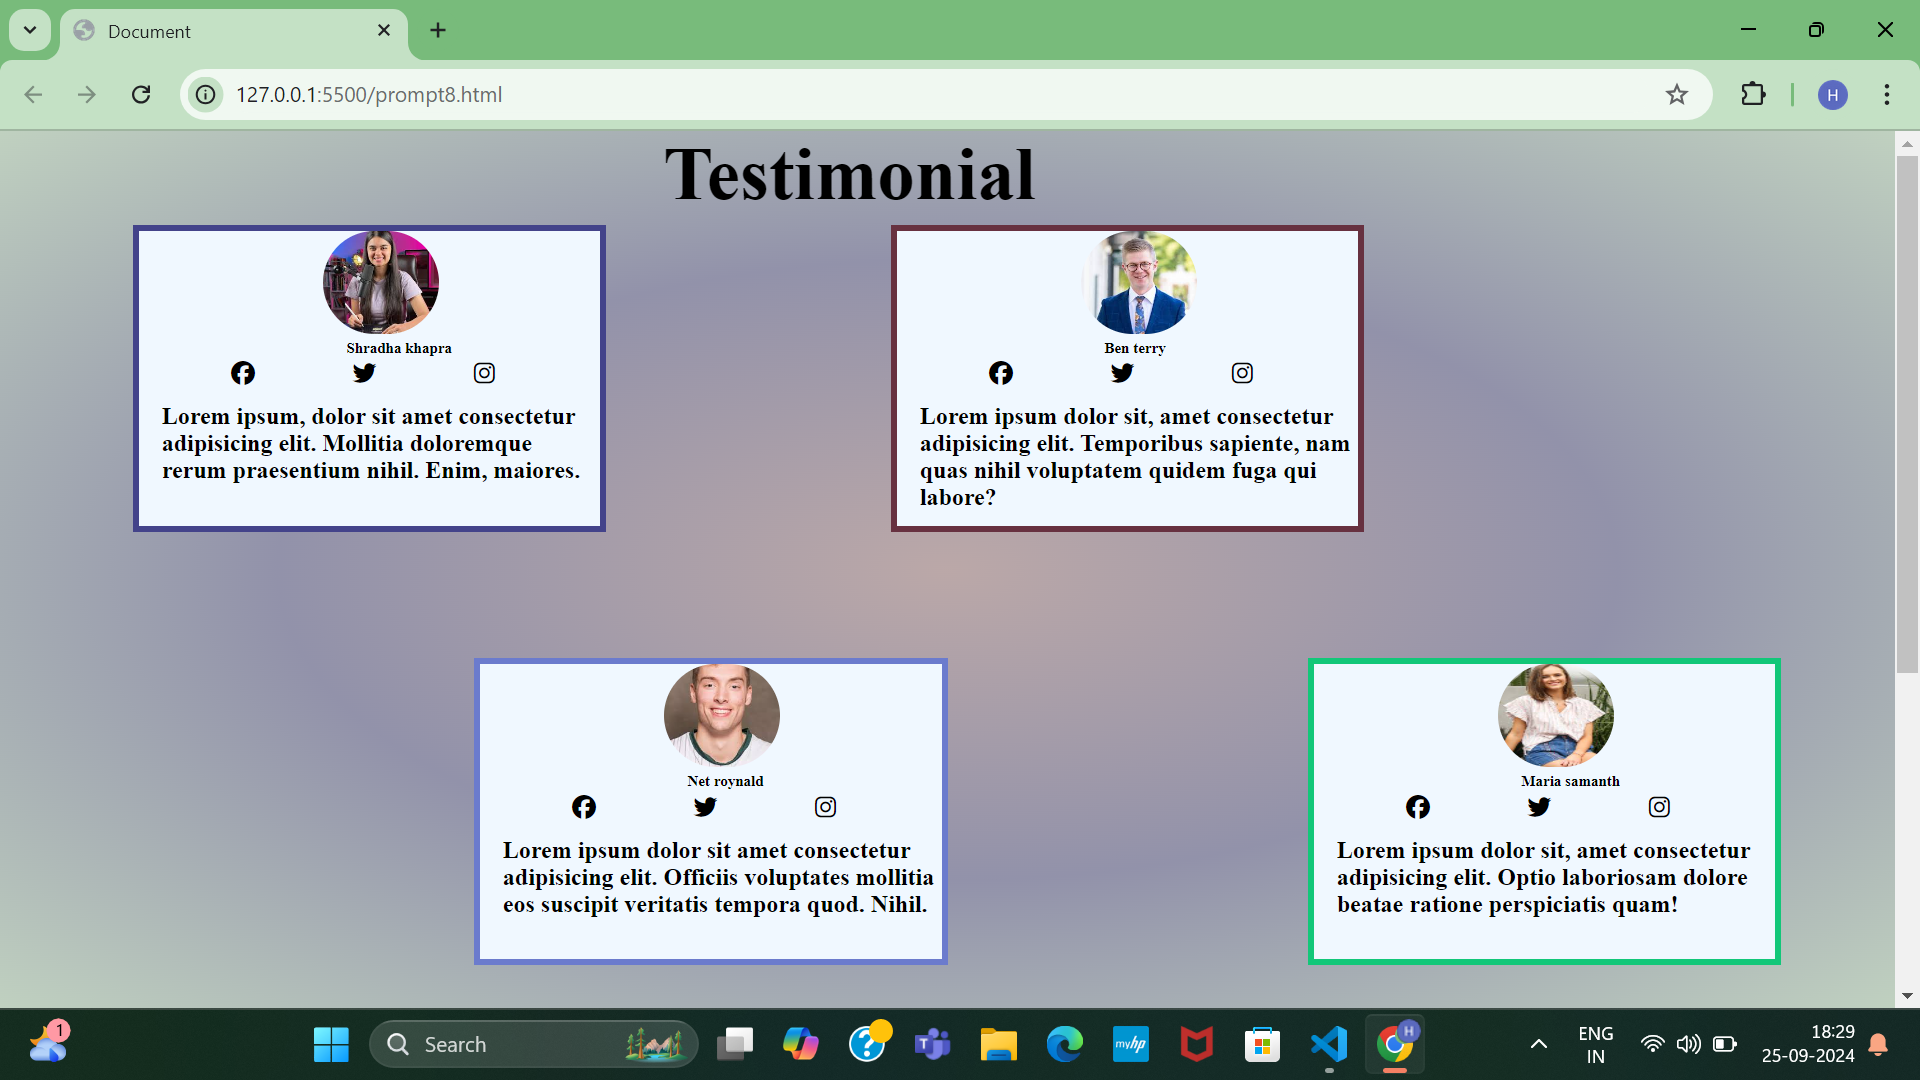 Document
127.0.0.1:5500/prompt8.html
H
Testimonial
Shradha khapra
Lorem ipsum, dolor sit amet consectetur
adipisicing elit. Mollitia doloremque
rerum praesentium nihil. Enim, maiores.
Ben terry
Lorem ipsum dolor sit, amet consectetur
adipisicing elit. Temporibus sapiente, nam
quas nihil voluptatem quidem fuga qui
labore?
Net roynald
Lorem ipsum dolor sit amet consectetur
adipisicing elit. Officiis voluptates mollitia
eos suscipit veritatis tempora quod. Nihil.
Maria samanth
Lorem ipsum dolor sit, amet consectetur
adipisicing elit. Optio laboriosam dolore
beatae ratione perspiciatis quam!
1
Search
?
T
myhp
H
ENG
IN
18:29
25-09-2024